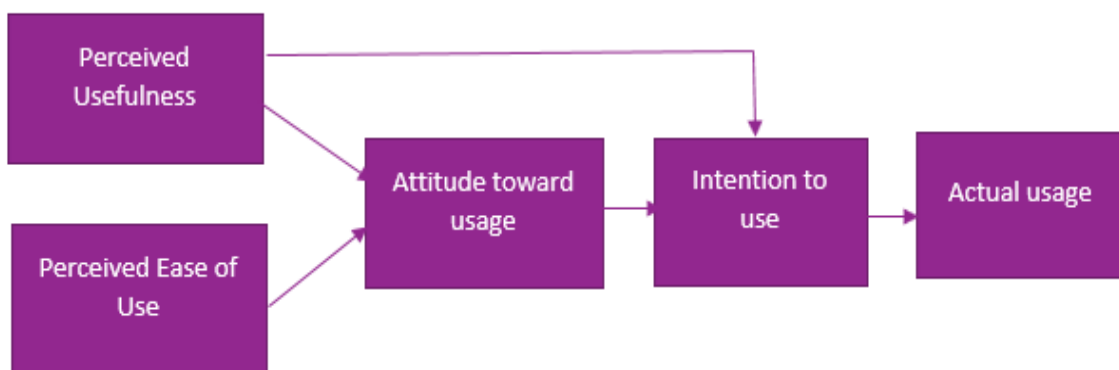 Perceived
Usefulness
Perceived Ease of
Use
Attitude toward
usage
Intention to
use
Actual usage